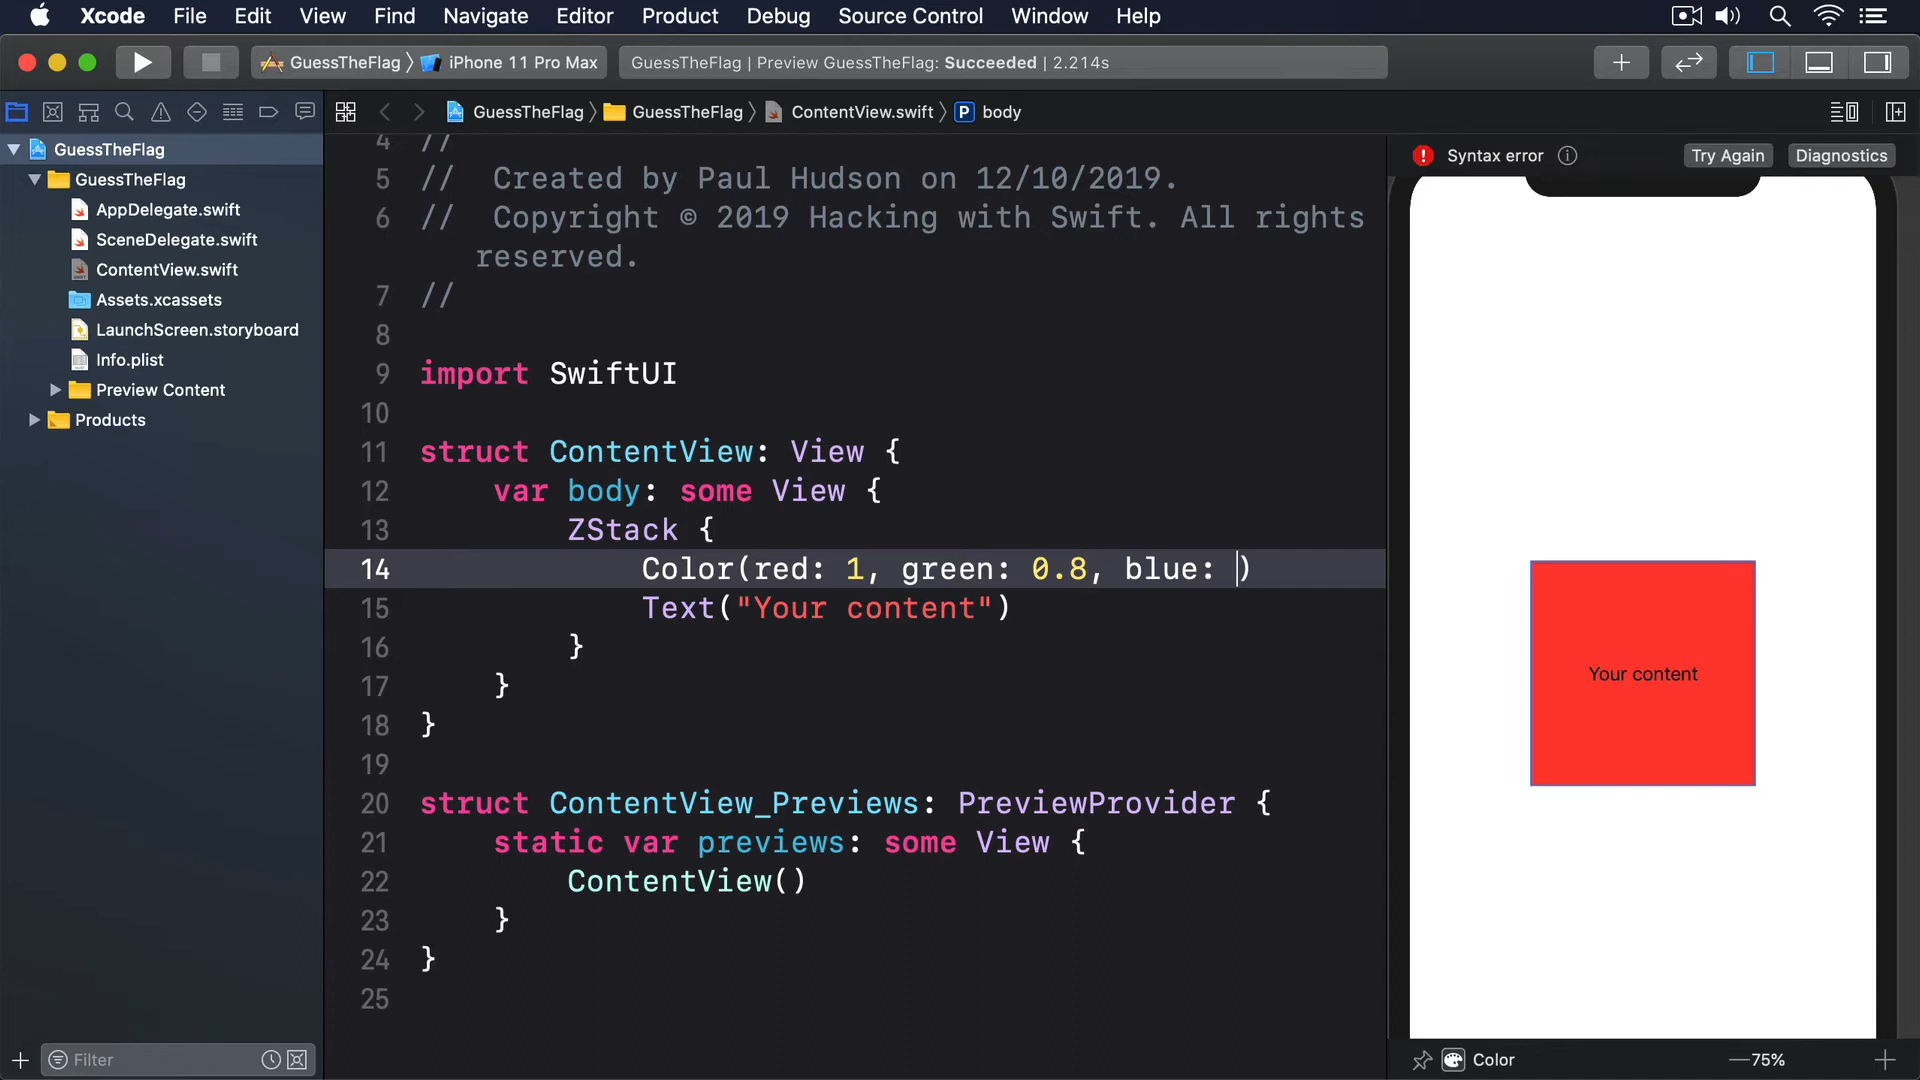 Xcode File Edit View Find Navigate Editor Product Debug Source Control Window Help
GuessTheFlag iPhone 11 Pro Max GuessTheFlag | Preview GuessTheFlag: Succeeded | 2.214s
GuessTheFlag GuessTheFlag ContentView.swift P body
GuessTheFlag
GuessTheFlag
AppDelegate.swift
SceneDelegate.swift
ContentView.swift
Assets.xcassets
LaunchScreen.storyboard
Info.plist
Preview Content
Products
Filter
4 //
5 // Created by Paul Hudson on 12/10/2019.
6 // Copyright © 2019 Hacking with Swift. All rights
reserved.
7 //
8
9 import SwiftUI
10
11 struct ContentView: View {
12 var body: some View {
13 ZStack {
14 Color(red: 1, green: 0.8, blue: )
15 Text("Your content")
16 }
17 }
18 }
19
20 struct ContentView_Previews: PreviewProvider {
21 static var previews: some View {
22 ContentView()
23 }
24 }
25
Syntax error Try Again Diagnostics
Your content
Color 75%